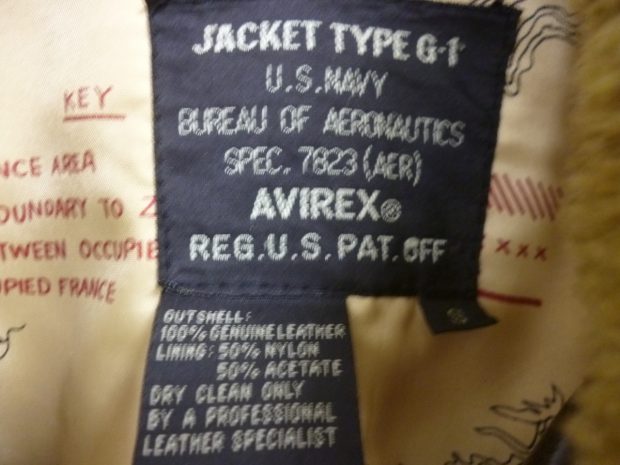 JACKET TYPE G-1
U.S. NAVY
BUREAU OF AERONAUTICS
SPEC. 7823 (AER)
AVIREX®
REG. U.S. PAT. OFF
KEY
NCE AREA
OUNDARY TO Z
TWEEN OCCUPIE
UPIED FRANCE
xxx
OUTSHELL:
100% GENUINE LEATHER
LINING: 50% NYLON
50% ACETATE
DRY CLEAN ONLY
BY A PROFESSIONAL
LEATHER SPECIALIST